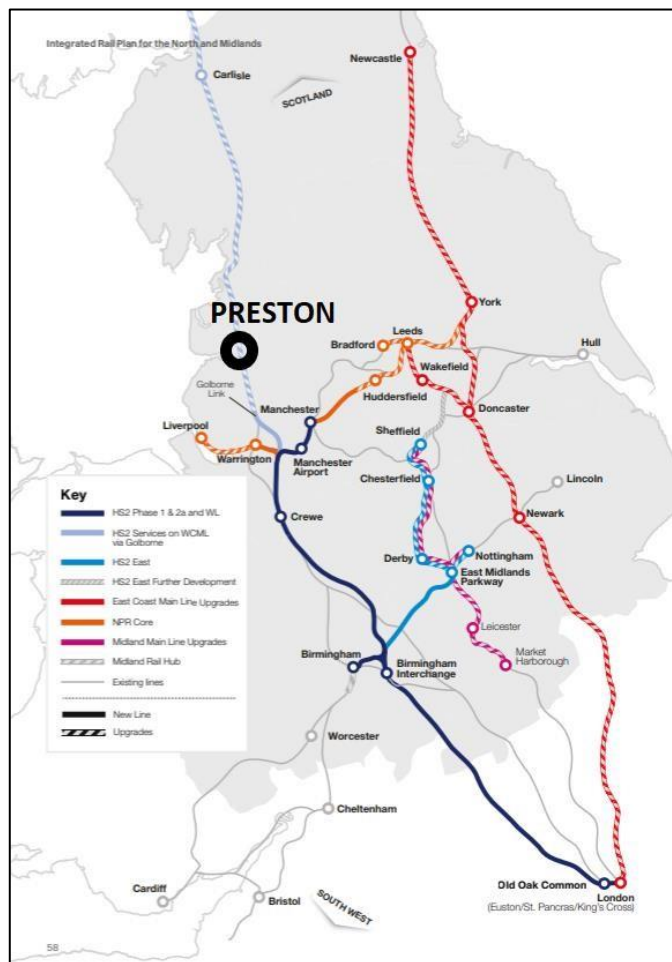 Integrated Rail Plan for the North and Midlands
Newcastle
Carlisle
SCOTLAND
PRESTON
York
Leeds
Bradford
Hull
Wakefield
Golborne
Link
Huddersfield
Manchester
Doncaster
Liverpool
Sheffield
Warrington
Manchester
Airport
Chesterfield
Lincoln
Key
HS2 Phase 1 & 2a and WL
HS2 Services on WCML
via Golborne
HS2 East
HS2 East Further Development
East Coast Main Line Upgrades
NPR Core
Midland Main Line Upgrades
Midland Rail Hub
Existing lines
New Line
Upgrades
Crewe
Newark
Derby
Nottingham
East Midlands
Parkway
Leicester
Birmingham
Market
Harborough
Birmingham
Interchange
Worcester
Cheltenham
Cardiff
Bristol
SOUTH WEST
Old Oak Common
London
(Euston/St. Pancras/King's Cross)
58